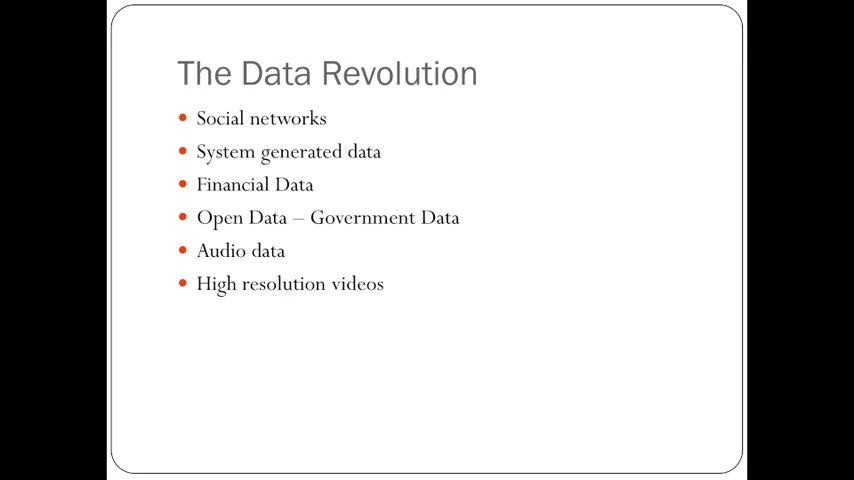 The Data Revolution
Social networks
System generated data
Financial Data
Open Data – Government Data
Audio data
High resolution videos